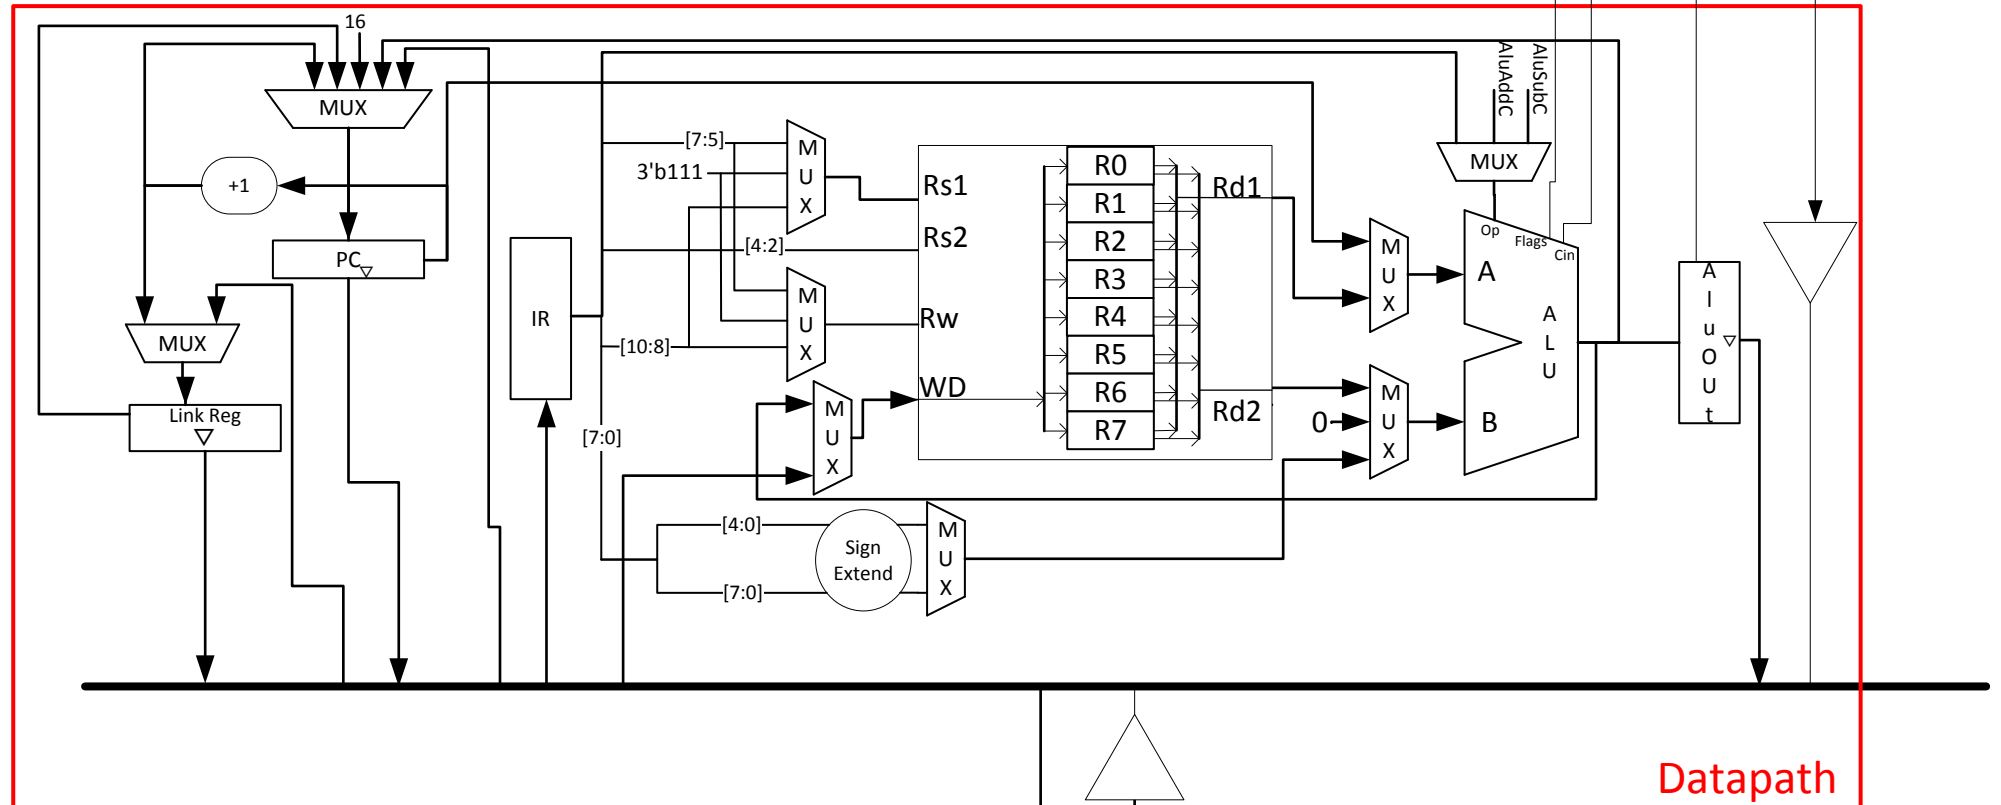 16
MUX
AluAddC
AluSubC
[7:5]
M
U
X
3'b111
R0
MUX
+1
Rs1
Rd1
R1
Op
Flags
Cin
Rs2
[4:2]
R2
M
U
X
PC
A
R3
M
U
X
IR
Rw
R4
A
L
U
A
l
u
O
U
t
MUX
[10:8]
R5
WD
R6
M
U
X
Link Reg
M
U
X
Rd2
0
B
[7:0]
R7
[4:0]
Sign
Extend
M
U
X
[7:0]
Datapath